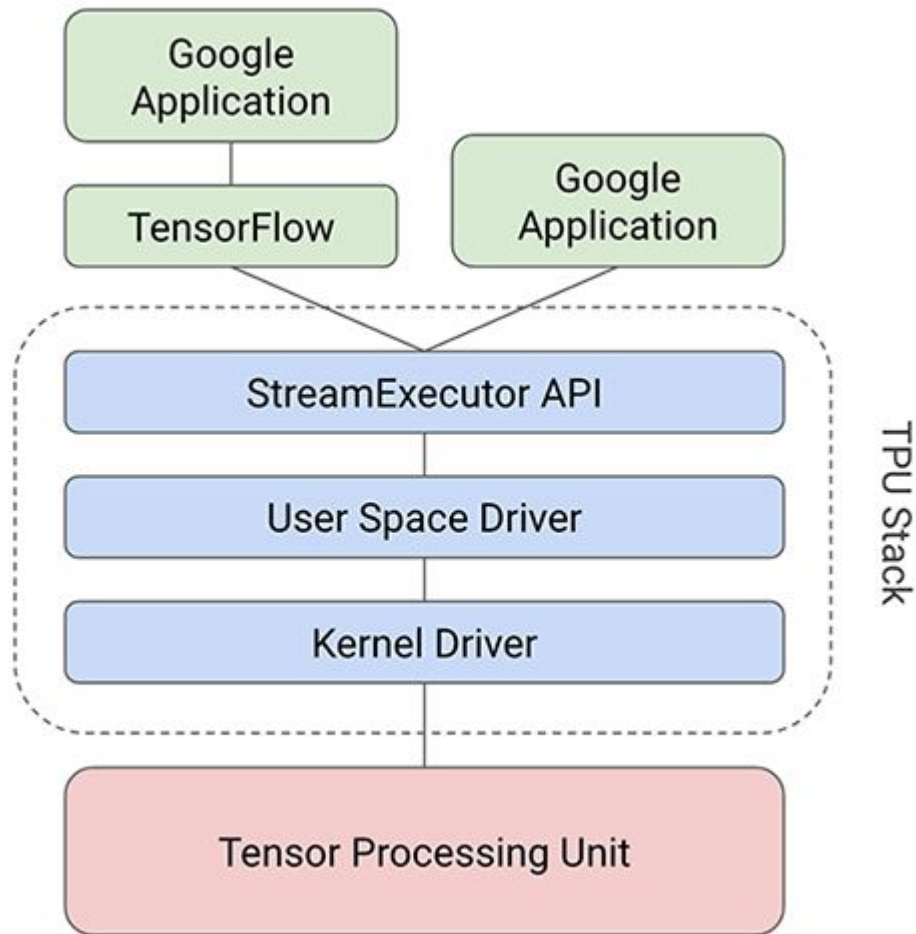 Google
Application
TensorFlow
Google
Application
StreamExecutor API
User Space Driver
Kernel Driver
TPU Stack
Tensor Processing Unit